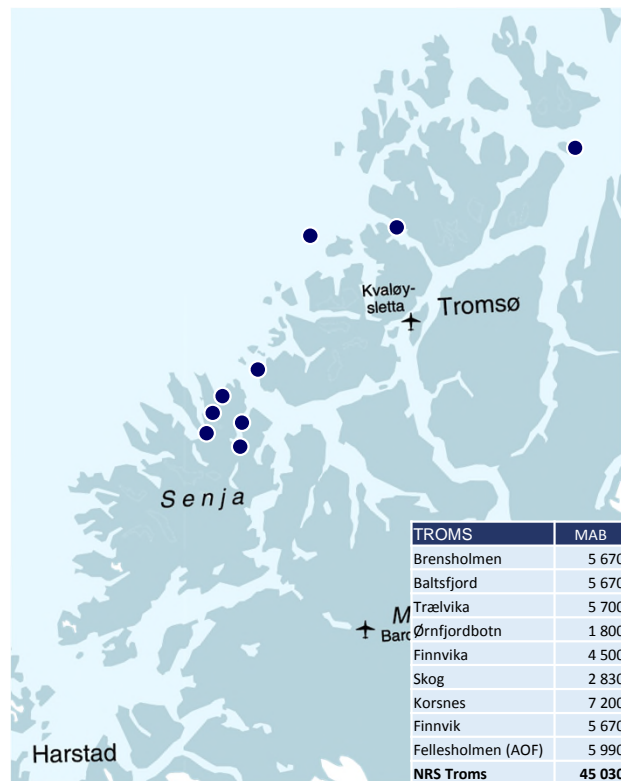 Kvaløy-
sletta
Tromsø
Senja
M
Bard
TROMS MAB
Brensholmen 5 670
Baltsfjord 5 670
Trælvika 5 700
Ørnfjordbotn 1 800
Finnvika 4 500
Skog 2 830
Korsnes 7 200
Finnvik 5 670
Fellesholmen (AOF) 5 990
NRS Troms 45 030
Harstad